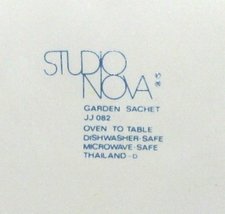 STUDIO
NOVA
GARDEN SACHET
JJ 082
OVEN TO TABLE
DISHWASHER-SAFE
MICROWAVE-SAFE
THAILAND-D